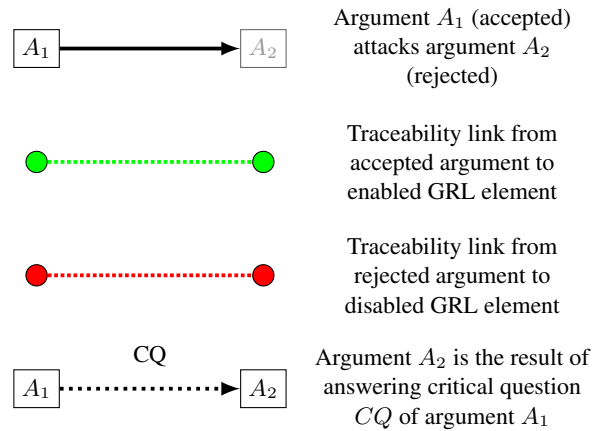 A₁
A₂
Argument A₁ (accepted)
attacks argument A₂
(rejected)
Traceability link from
accepted argument to
enabled GRL element
Traceability link from
rejected argument to
disabled GRL element
CQ
A₁
A₂
Argument A₂ is the result of
answering critical question
CQ of argument A₁